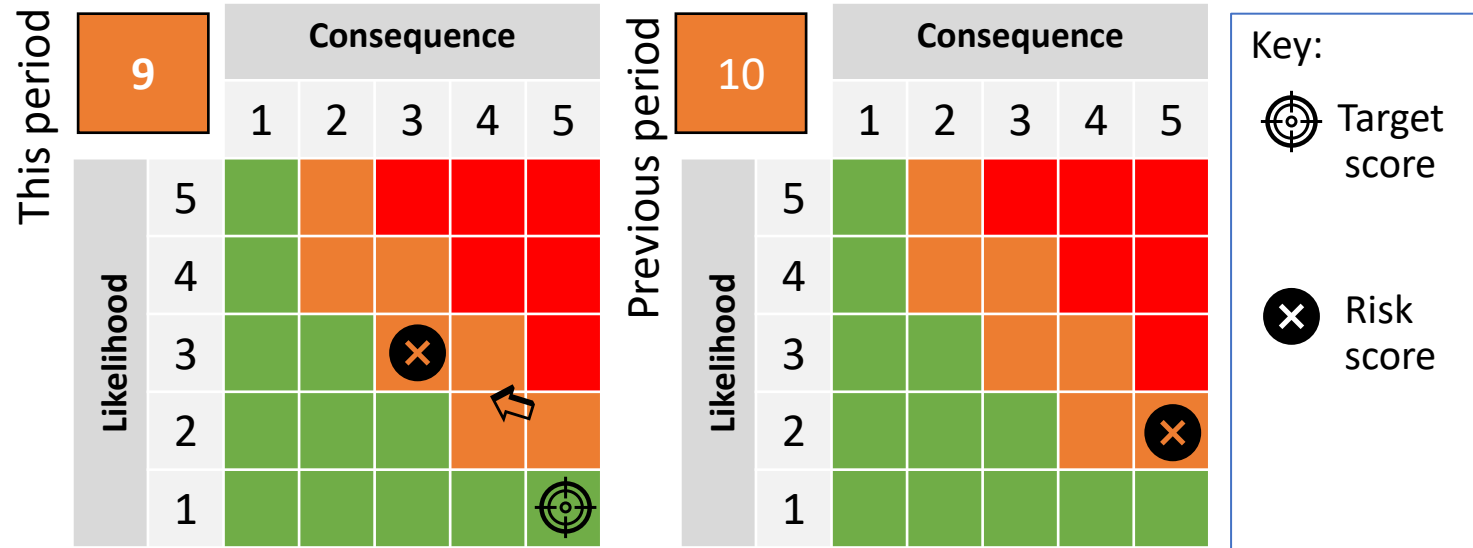 This period
9
Consequence
1 2 3 4 5
Likelihood
5
4
3
2
1
Previous period
10
Consequence
1 2 3 4 5
Likelihood
5
4
3
2
1
Key:
Target
score
Risk
score